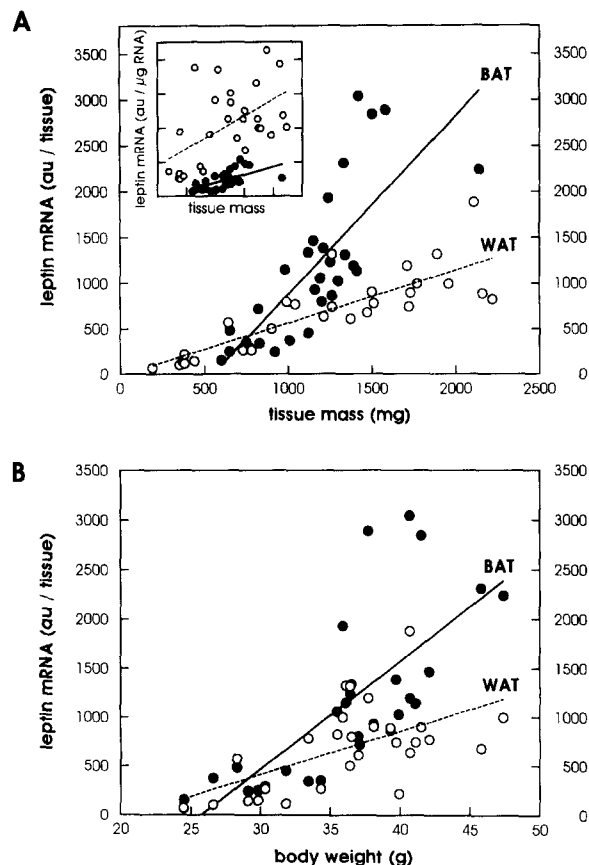 A
leptin mRNA (au / tissue)
3500
3000
2500
2000
1500
1000
500
0
leptin mRNA (au / µg RNA)
tissue mass
BAT
WAT
3500
3000
2500
2000
1500
1000
500
0
0 500 1000 1500 2000 2500
tissue mass (mg)
B
leptin mRNA (au / tissue)
3500
3000
2500
2000
1500
1000
500
0
BAT
WAT
3500
3000
2500
2000
1500
1000
500
0
20 25 30 35 40 45 50
body weight (g)